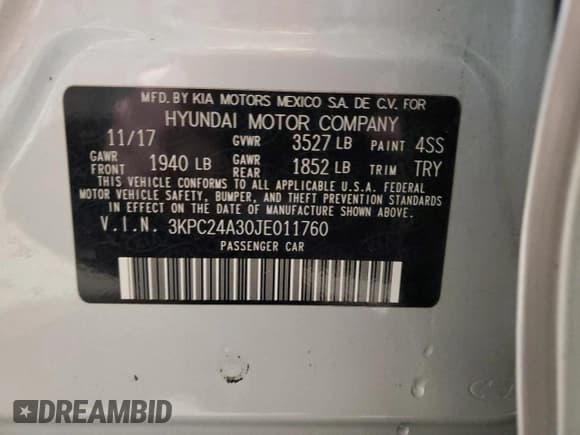 MFD. BY KIA MOTORS MEXICO S.A. DE C.V. FOR
HYUNDAI MOTOR COMPANY
11/17 GVWR 3527 LB PAINT 4SS
GAWR FRONT 1940 LB GAWR REAR 1852 LB TRIM TRY
THIS VEHICLE CONFORMS TO ALL APPLICABLE U.S.A. FEDERAL
MOTOR VEHICLE SAFETY, BUMPER, AND THEFT PREVENTION STANDARDS
IN EFFECT ON THE DATE OF MANUFACTURE SHOWN ABOVE.
V.I.N. 3KPC24A30JE011760
PASSENGER CAR
DREAMBID